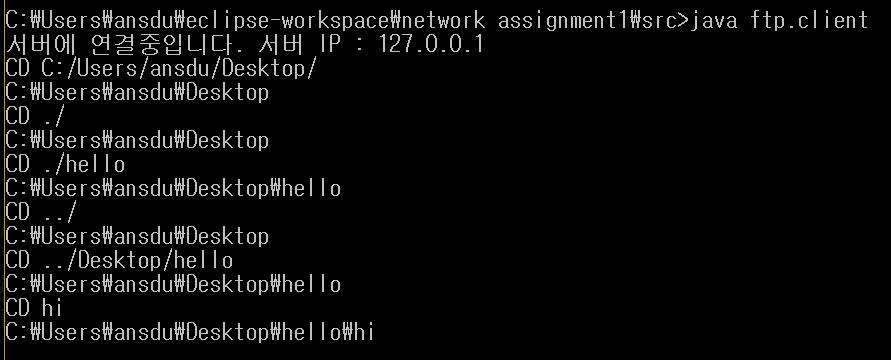 C:₩Users₩ansdu₩eclipse-workspace₩network assignment1₩src>java ftp.client
서버에 연결중입니다. 서버 IP : 127.0.0.1
CD C:/Users/ansdu/Desktop/
C:₩Users₩ansdu₩Desktop
CD ./
C:₩Users₩ansdu₩Desktop
CD ./hello
C:₩Users₩ansdu₩Desktop₩hello
CD ../
C:₩Users₩ansdu₩Desktop
CD ../Desktop/hello
C:₩Users₩ansdu₩Desktop₩hello
CD hi
C:₩Users₩ansdu₩Desktop₩hello₩hi